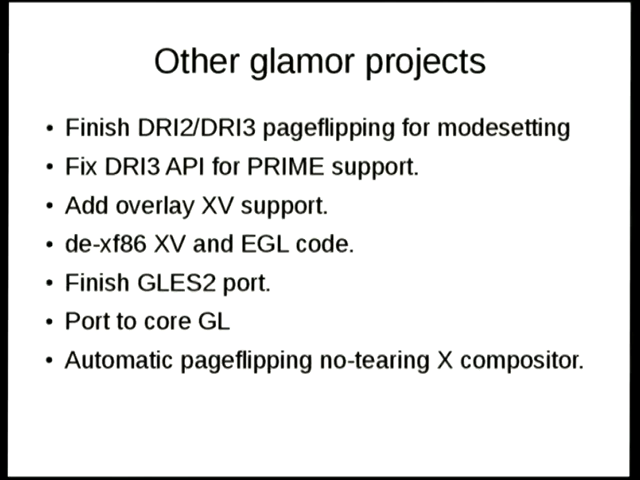 Other glamor projects
• Finish DRI2/DRI3 pageflipping for modesetting
• Fix DRI3 API for PRIME support.
• Add overlay XV support.
• de-xf86 XV and EGL code.
• Finish GLES2 port.
• Port to core GL
• Automatic pageflipping no-tearing X compositor.